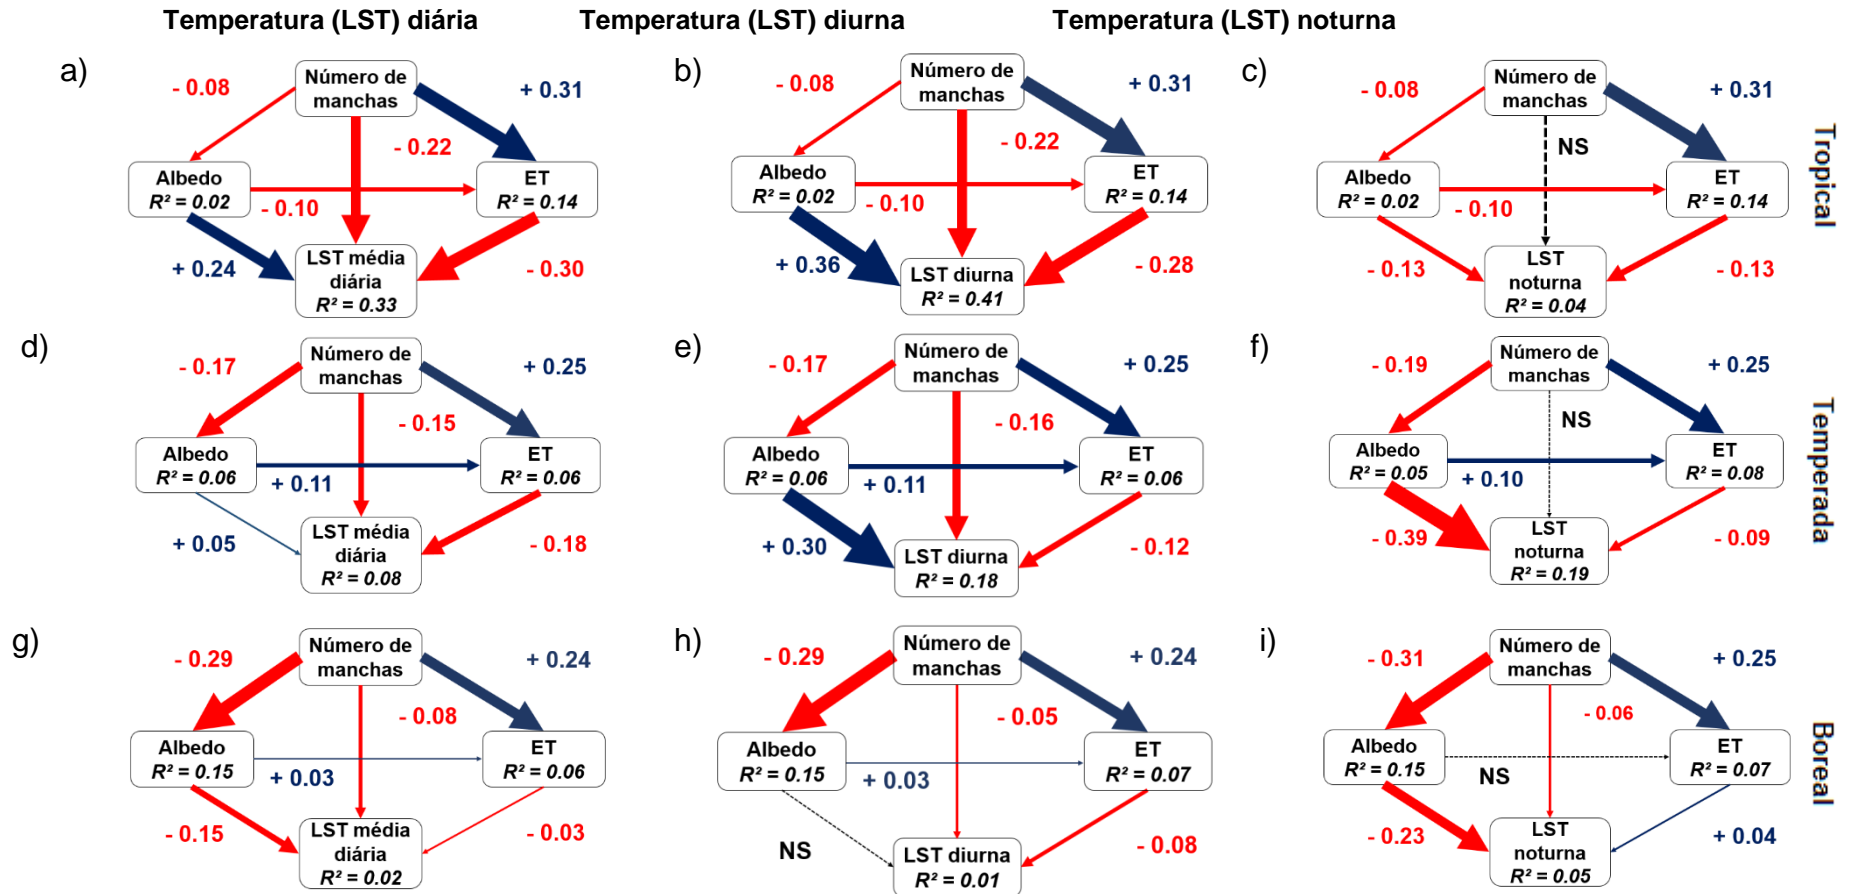 Temperatura (LST) diária
Temperatura (LST) diurna
Temperatura (LST) noturna
a)
- 0.08
Número de
manchas
+ 0.31
- 0.22
Albedo
R² = 0.02
- 0.10
ET
R² = 0.14
+ 0.24
LST média
diária
R² = 0.33
- 0.30
b)
- 0.08
Número de
manchas
+ 0.31
- 0.22
Albedo
R² = 0.02
- 0.10
ET
R² = 0.14
+ 0.36
LST diurna
R² = 0.41
- 0.28
c)
- 0.08
Número de
manchas
+ 0.31
NS
Albedo
R² = 0.02
- 0.10
ET
R² = 0.14
- 0.13
LST
noturna
R² = 0.04
- 0.13
Tropical
d)
- 0.17
Número de
manchas
+ 0.25
- 0.15
Albedo
R² = 0.06
+ 0.11
ET
R² = 0.06
+ 0.05
LST média
diária
R² = 0.08
- 0.18
e)
- 0.17
Número de
manchas
+ 0.25
- 0.16
Albedo
R² = 0.06
+ 0.11
ET
R² = 0.06
+ 0.30
LST diurna
R² = 0.18
- 0.12
f)
- 0.19
Número de
manchas
+ 0.25
NS
Albedo
R² = 0.05
+ 0.10
ET
R² = 0.08
- 0.39
LST
noturna
R² = 0.19
- 0.09
Temperada
g)
- 0.29
Número de
manchas
+ 0.24
- 0.08
Albedo
R² = 0.15
+ 0.03
ET
R² = 0.06
- 0.15
LST média
diária
R² = 0.02
- 0.03
h)
- 0.29
Número de
manchas
+ 0.24
- 0.05
Albedo
R² = 0.15
+ 0.03
ET
R² = 0.07
NS
LST diurna
R² = 0.01
- 0.08
i)
- 0.31
Número de
manchas
+ 0.25
- 0.06
Albedo
R² = 0.15
NS
ET
R² = 0.07
- 0.23
LST
noturna
R² = 0.05
+ 0.04
Boreal